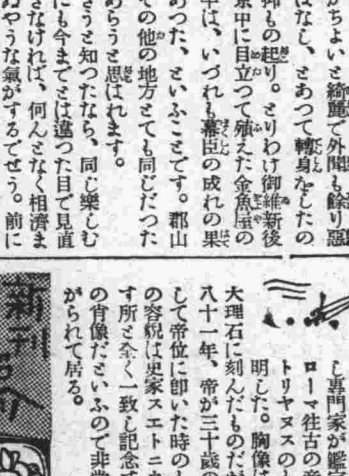 がちょいと綺麗で外聞も餘り惡
はなし、とあつて轉身をしたの
抑もの起り。とりわけ御維新後
京中に目立つて殖えた金魚屋の
半は、いづれも幕臣の成れの果
あつた、といふことです。郡山
の他の地方とても同じだつた
あらうと思はれます。
さうと知つたなら、同じ樂しむ
にも今までとは違つた目で見直
さなければ、何んとなく相濟ま
ぬやうな氣がするでせう。前に
し專門家が鑑
ローマ往古の
トリヤヌスの
明した。胸像
大理石に刻んだものだ
八十一年、帝が三十歳
して帝位に卽いた時の
の容貌は史家スエトニ
す所と全く一致し記念
の肖像だといふので非常
がられて居る。
新刊紹介